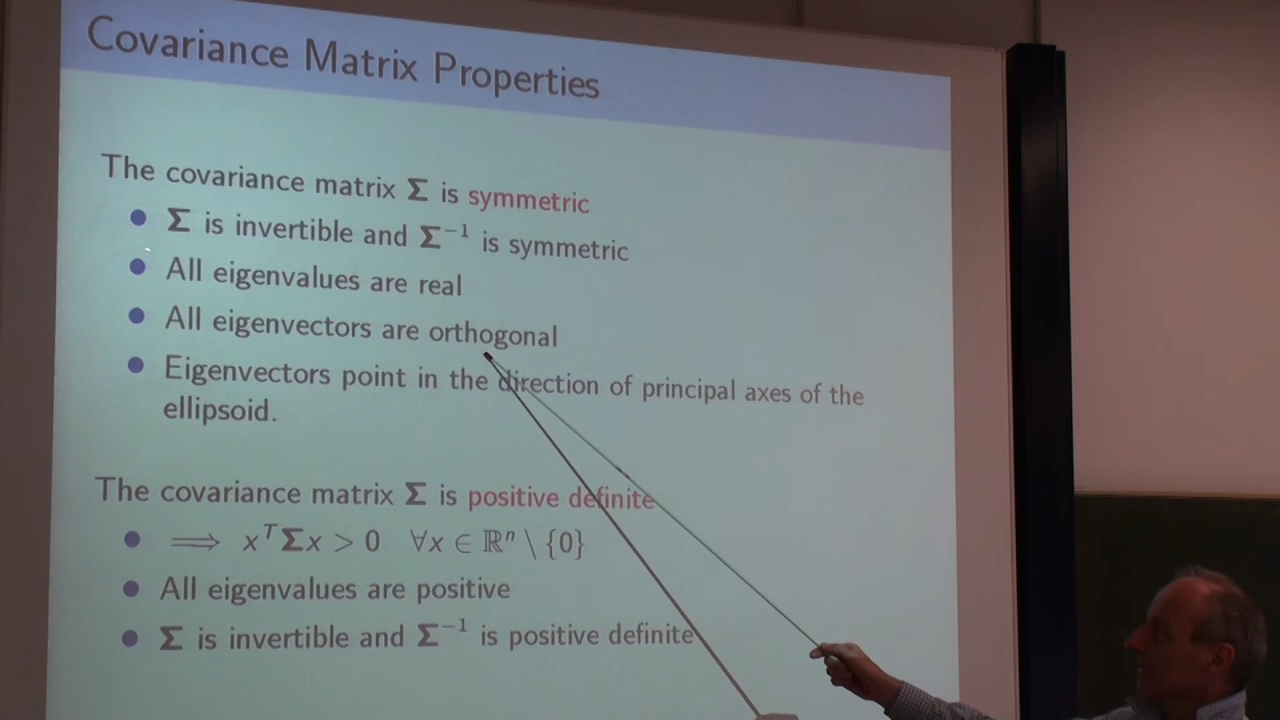 Covariance Matrix Properties
The covariance matrix Σ is symmetric
• Σ is invertible and Σ⁻¹ is symmetric
• All eigenvalues are real
• All eigenvectors are orthogonal
• Eigenvectors point in the direction of principal axes of the
ellipsoid.
The covariance matrix Σ is positive definite
• ⟹ xᵀΣx > 0 ∀x ∈ ℝⁿ \ {0}
• All eigenvalues are positive
• Σ is invertible and Σ⁻¹ is positive definite